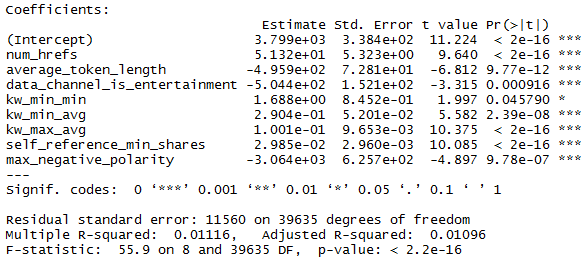 Coefficients:
Estimate Std. Error t value Pr(>|t|)
(Intercept) 3.799e+03 3.384e+02 11.224 < 2e-16 ***
num_hrefs 5.132e+01 5.323e+00 9.640 < 2e-16 ***
average_token_length -4.959e+02 7.281e+01 -6.812 9.77e-12 ***
data_channel_is_entertainment -5.044e+02 1.521e+02 -3.315 0.000916 ***
kw_min_min 1.688e+00 8.452e-01 1.997 0.045790 *
kw_min_avg 2.904e-01 5.201e-02 5.582 2.39e-08 ***
kw_max_avg 1.001e-01 9.653e-03 10.375 < 2e-16 ***
self_reference_min_shares 2.985e-02 2.960e-03 10.085 < 2e-16 ***
max_negative_polarity -3.064e+03 6.257e+02 -4.897 9.78e-07 ***
---
Signif. codes: 0 ‘***’ 0.001 ‘**’ 0.01 ‘*’ 0.05 ‘.’ 0.1 ‘ ’ 1
Residual standard error: 11560 on 39635 degrees of freedom
Multiple R-squared: 0.01116, Adjusted R-squared: 0.01096
F-statistic: 55.9 on 8 and 39635 DF, p-value: < 2.2e-16